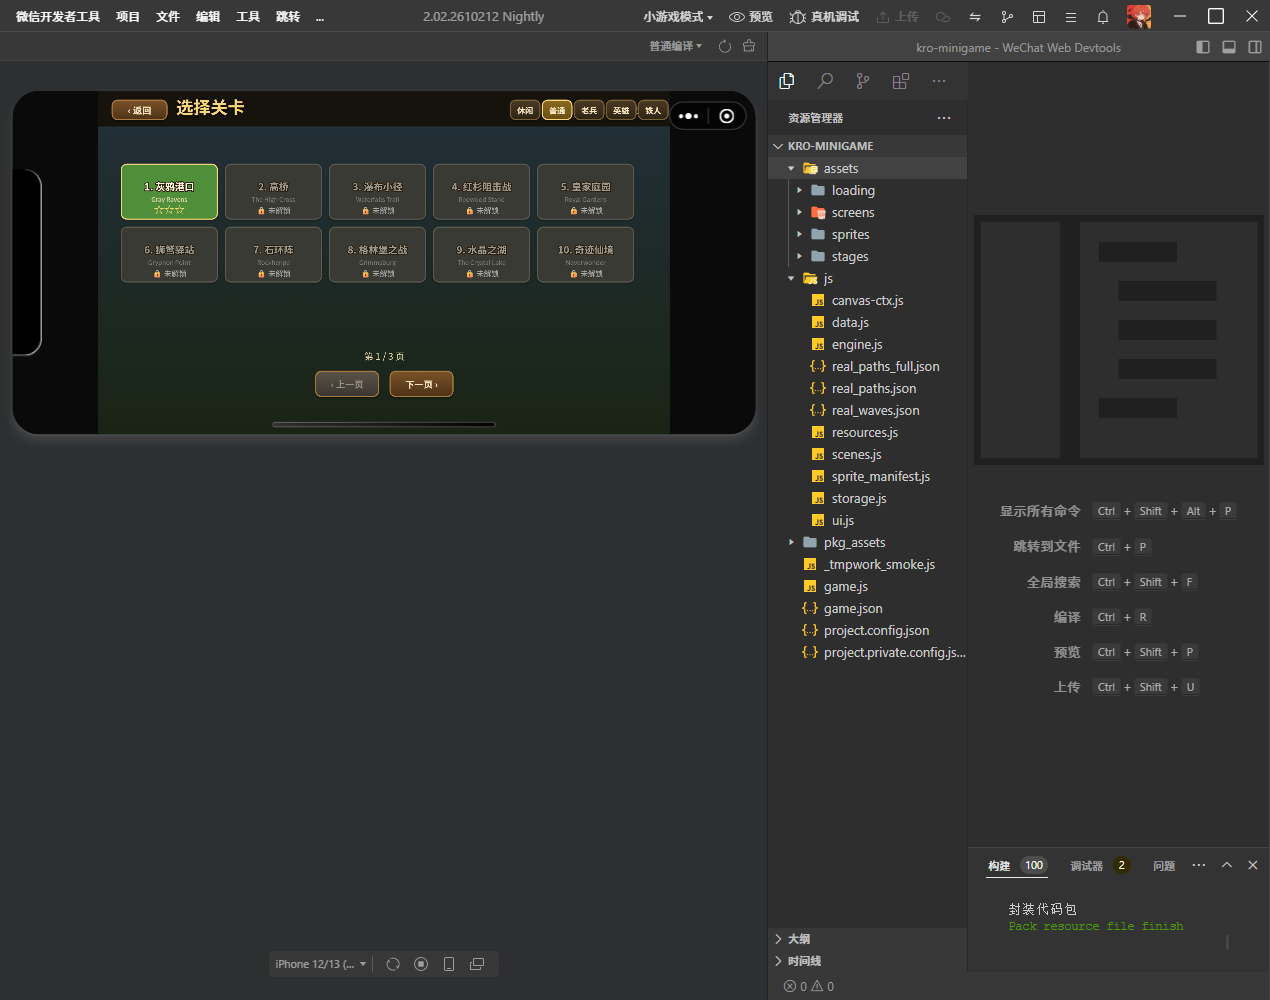 微信开发者工具 项目 文件 编辑 工具 跳转 ... 2.02.2610212 Nightly 小游戏模式 预览 真机调试 上传
普通编译 kro-minigame - WeChat Web Devtools
‹ 返回 选择关卡 休闲 普通 老兵 英雄 铁人
1. 灰鸦港口 2. 高桥 3. 瀑布小径 4. 红杉阻击战 5. 皇家庭园
Gray Ravens The High Cross Waterfalls Trail Redwood Stand Royal Gardens
☆☆☆ 未解锁 未解锁 未解锁 未解锁
6. 狮鹫驿站 7. 石环阵 8. 格林堡之战 9. 水晶之湖 10. 奇迹仙境
Gryphon Point Rockhenge Grimmsburg The Crystal Lake Neverwonder
未解锁 未解锁 未解锁 未解锁 未解锁
第 1 / 3 页
‹ 上一页 下一页 ›
iPhone 12/13 (...
资源管理器 ...
KRO-MINIGAME
assets
loading
screens
sprites
stages
js
canvas-ctx.js
data.js
engine.js
real_paths_full.json
real_paths.json
real_waves.json
resources.js
scenes.js
sprite_manifest.js
storage.js
ui.js
pkg_assets
_tmpwork_smoke.js
game.js
game.json
project.config.json
project.private.config.js...
大纲
时间线
0 0
显示所有命令 Ctrl + Shift + Alt + P
跳转到文件 Ctrl + P
全局搜索 Ctrl + Shift + F
编译 Ctrl + R
预览 Ctrl + Shift + P
上传 Ctrl + Shift + U
构建 100 调试器 2 问题 ...
封装代码包
Pack resource file finish